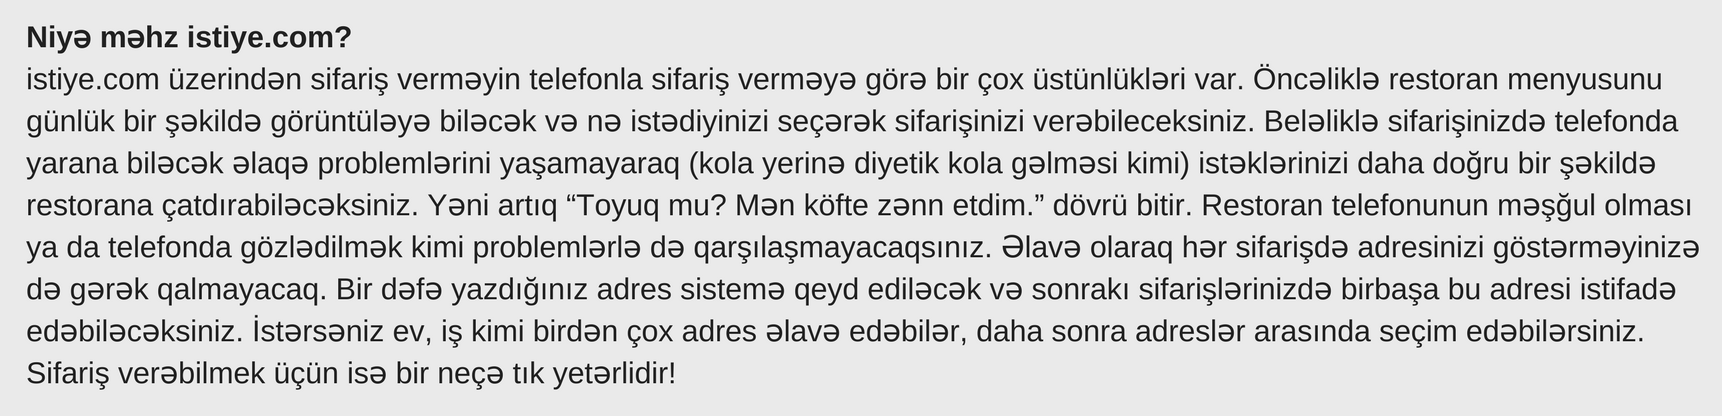 Niyə məhz istiye.com?
istiye.com üzerindən sifariş verməyin telefonla sifariş verməyə görə bir çox üstünlükləri var. Öncəliklə restoran menyusunu
günlük bir şəkildə görüntüləyə biləcək və nə istədiyinizi seçərək sifarişinizi verəbileceksiniz. Beləliklə sifarişinizdə telefonda
yarana biləcək əlaqə problemlərini yaşamayaraq (kola yerinə diyetik kola gəlməsi kimi) istəklərinizi daha doğru bir şəkildə
restorana çatdırabiləcəksiniz. Yəni artıq “Toyuq mu? Mən köfte zənn etdim.” dövrü bitir. Restoran telefonunun məşğul olması
ya da telefonda gözlədilmək kimi problemlərlə də qarşılaşmayacaqsınız. Əlavə olaraq hər sifarişdə adresinizi göstərməyinizə
də gərək qalmayacaq. Bir dəfə yazdığınız adres sistemə qeyd ediləcək və sonrakı sifarişlərinizdə birbaşa bu adresi istifadə
edəbiləcəksiniz. İstərsəniz ev, iş kimi birdən çox adres əlavə edəbilər, daha sonra adreslər arasında seçim edəbilərsiniz.
Sifariş verəbilmek üçün isə bir neçə tık yetərlidir!